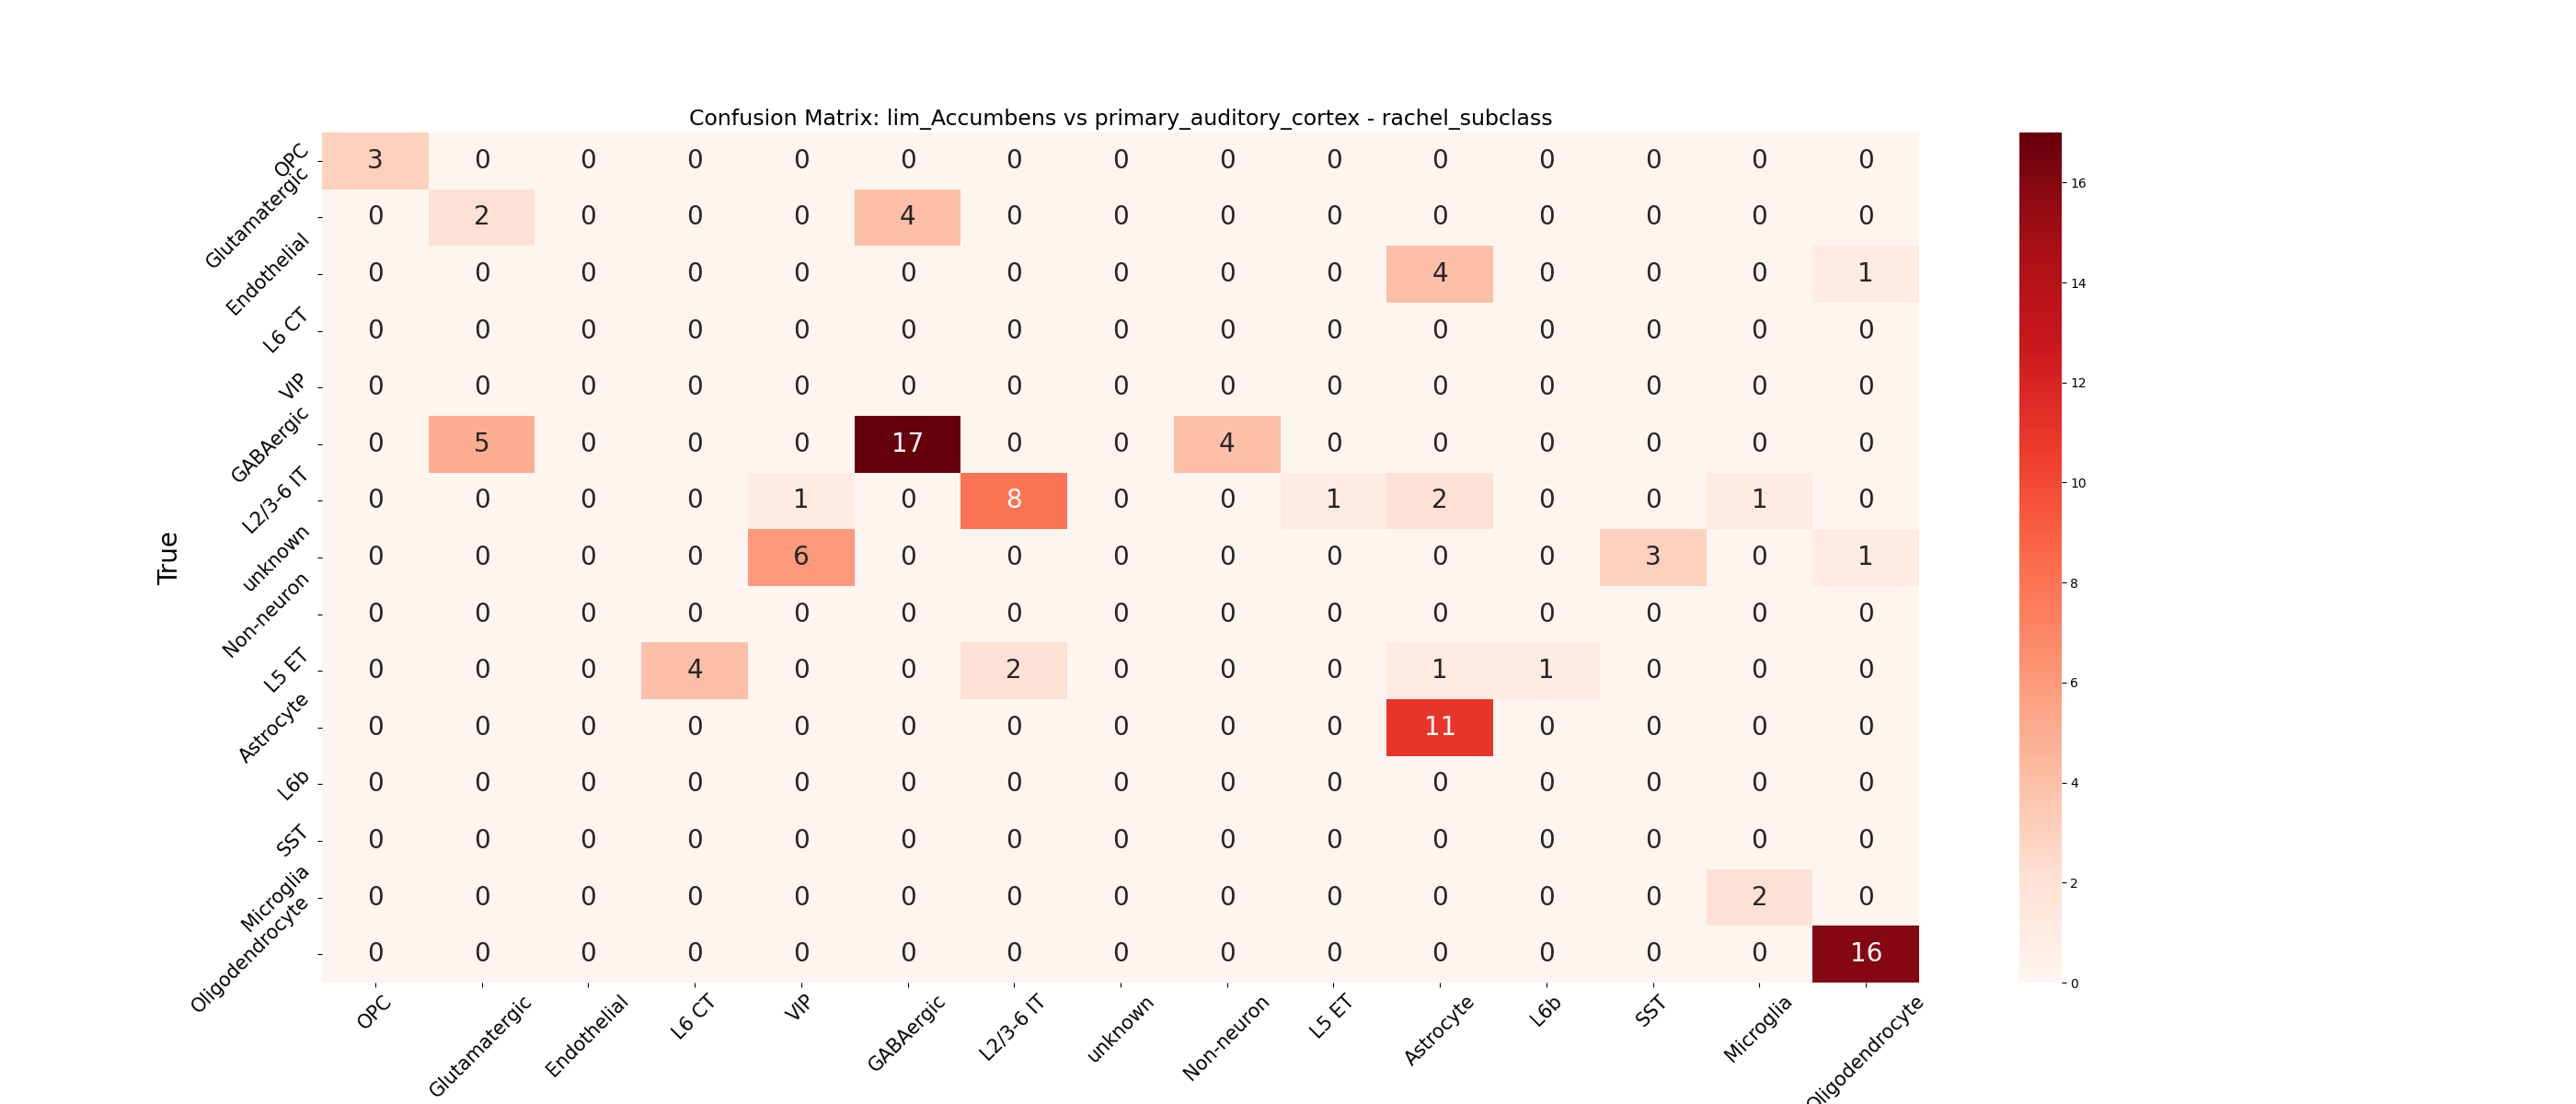 Confusion Matrix: lim_Accumbens vs primary_auditory_cortex - rachel_subclass
True
OPC 3 0 0 0 0 0 0 0 0 0 0 0 0 0 0
Glutamatergic 0 2 0 0 0 4 0 0 0 0 0 0 0 0 0
Endothelial 0 0 0 0 0 0 0 0 0 0 4 0 0 0 1
L6 CT 0 0 0 0 0 0 0 0 0 0 0 0 0 0 0
VIP 0 0 0 0 0 0 0 0 0 0 0 0 0 0 0
GABAergic 0 5 0 0 0 17 0 0 4 0 0 0 0 0 0
L2/3-6 IT 0 0 0 0 1 0 8 0 0 1 2 0 0 1 0
unknown 0 0 0 0 6 0 0 0 0 0 0 0 3 0 1
Non-neuron 0 0 0 0 0 0 0 0 0 0 0 0 0 0 0
L5 ET 0 0 0 4 0 0 2 0 0 0 1 1 0 0 0
Astrocyte 0 0 0 0 0 0 0 0 0 0 11 0 0 0 0
L6b 0 0 0 0 0 0 0 0 0 0 0 0 0 0 0
SST 0 0 0 0 0 0 0 0 0 0 0 0 0 0 0
Microglia 0 0 0 0 0 0 0 0 0 0 0 0 0 2 0
Oligodendrocyte 0 0 0 0 0 0 0 0 0 0 0 0 0 0 16
OPC Glutamatergic Endothelial L6 CT VIP GABAergic L2/3-6 IT unknown Non-neuron L5 ET Astrocyte L6b SST Microglia Oligodendrocyte
16
14
12
10
8
6
4
2
0